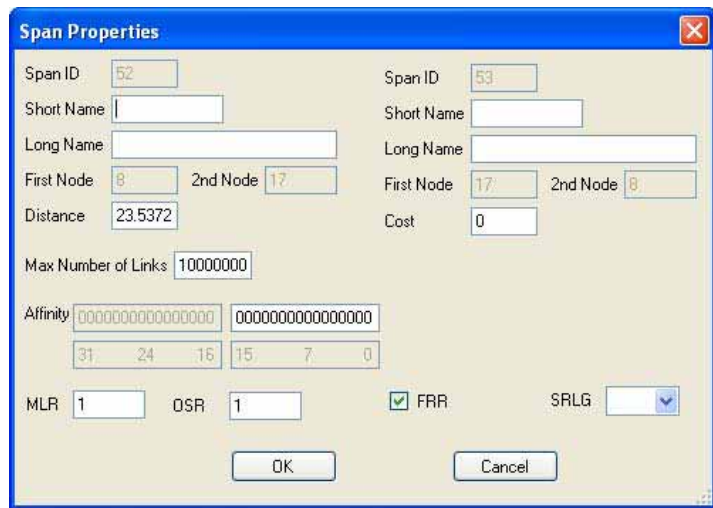 Span Properties
Span ID 52
Short Name
Long Name
First Node 8 2nd Node 17
Distance 23.5372
Span ID 53
Short Name
Long Name
First Node 17 2nd Node 8
Cost 0
Max Number of Links 10000000
Affinity 0000000000000000 0000000000000000
31 24 16 15 7 0
MLR 1 OSR 1 FRR SRLG
OK Cancel